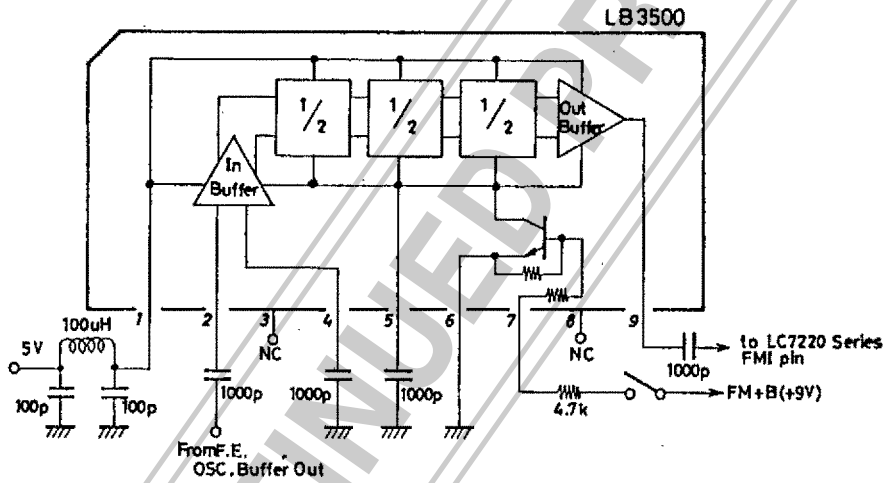 LB3500
1/2
1/2
1/2
Out
Buffer
In
Buffer
1
2
3
4
5
6
7
8
9
100uH
5V
NC
NC
to LC7220 Series
FMI pin
1000p
100p
100p
1000p
1000p
1000p
4.7k
FM+B(+9V)
From F.E.
OSC. Buffer Out
TINUED PR